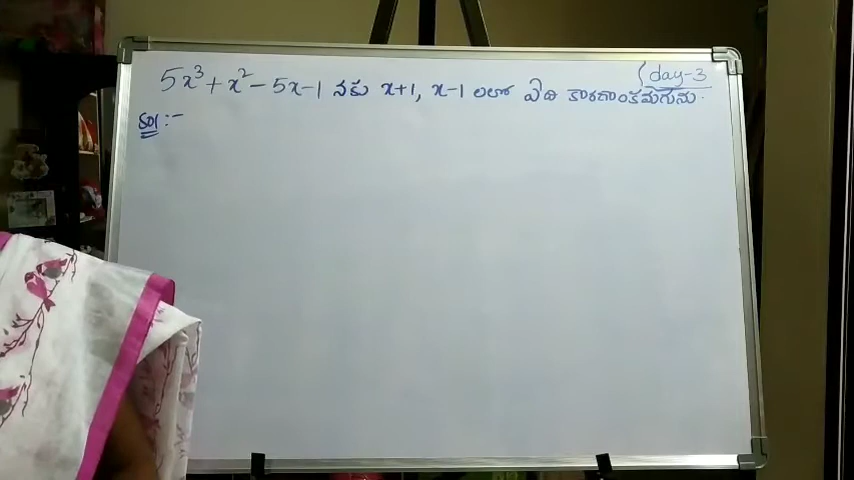 day-3
5x³+x²-5x-1 నకు x+1, x-1 లలో ఏది కారణాంకమగును.
జ॥ :-